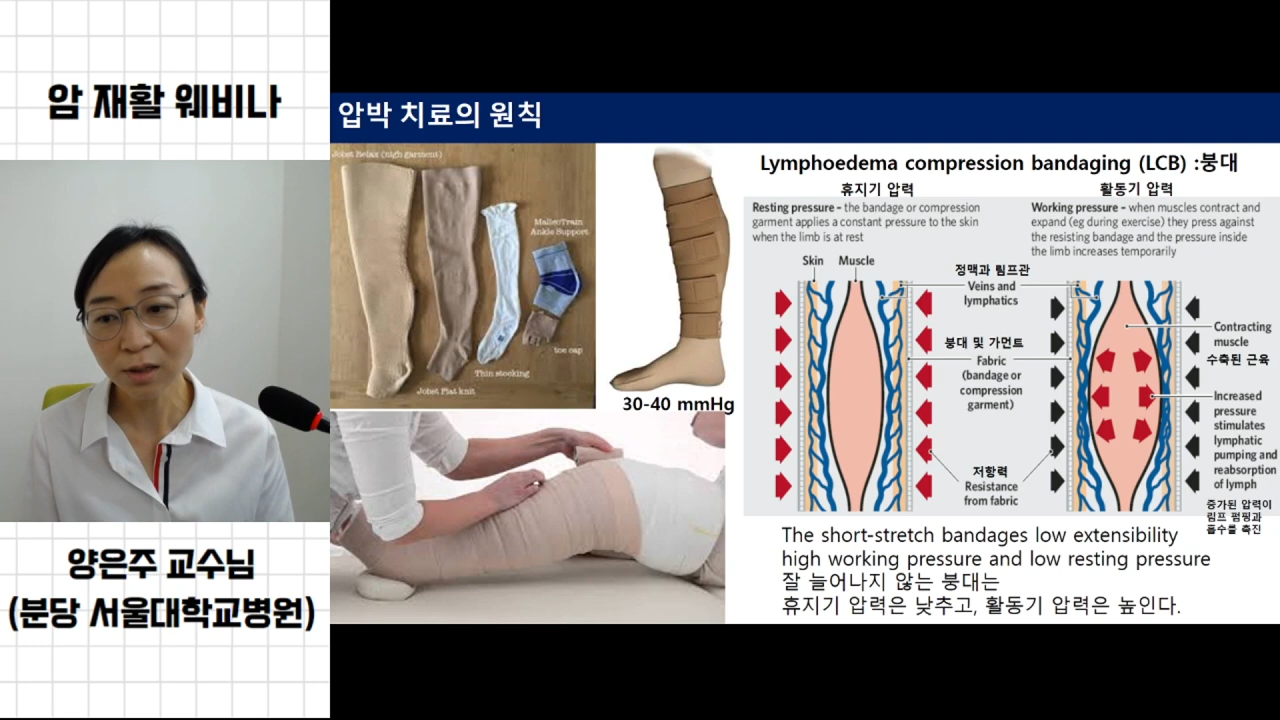 암 재활 웨비나
양은주 교수님
(분당 서울대학교병원)
압박 치료의 원칙
Jobst Relax (nigh garment)
MalleoTrain
Ankle Support
toe cap
Thin stocking
Jobst Flat knit
30-40 mmHg
Lymphoedema compression bandaging (LCB) :붕대
휴지기 압력
Resting pressure – the bandage or compression
garment applies a constant pressure to the skin
when the limb is at rest
활동기 압력
Working pressure – when muscles contract and
expand (eg during exercise) they press against
the resisting bandage and the pressure inside
the limb increases temporarily
Skin
Muscle
정맥과 림프관
Veins and
lymphatics
붕대 및 가먼트
Fabric
(bandage or
compression
garment)
저항력
Resistance
from fabric
Contracting
muscle
수축된 근육
Increased
pressure
stimulates
lymphatic
pumping and
reabsorption
of lymph
증가된 압력이
림프 펌핑과
흡수를 촉진
The short-stretch bandages low extensibility
high working pressure and low resting pressure
잘 늘어나지 않는 붕대는
휴지기 압력은 낮추고, 활동기 압력은 높인다.